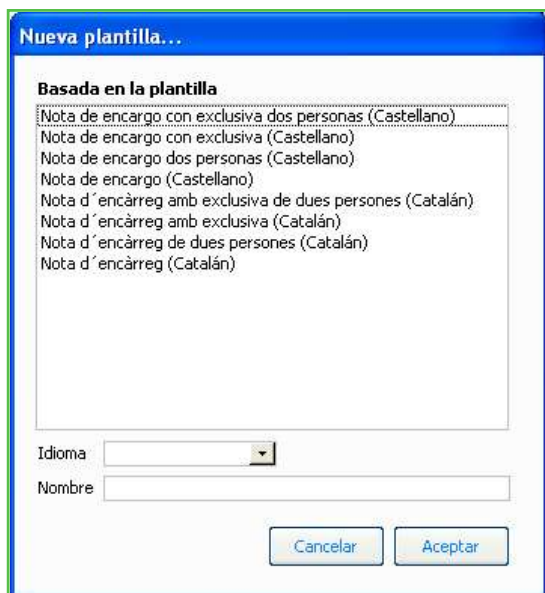 Nueva plantilla...
Basada en la plantilla
Nota de encargo con exclusiva dos personas (Castellano)
Nota de encargo con exclusiva (Castellano)
Nota de encargo dos personas (Castellano)
Nota de encargo (Castellano)
Nota d´encàrreg amb exclusiva de dues persones (Catalán)
Nota d´encàrreg amb exclusiva (Catalán)
Nota d´encàrreg de dues persones (Catalán)
Nota d´encàrreg (Catalán)
Idioma
Nombre
Cancelar Aceptar